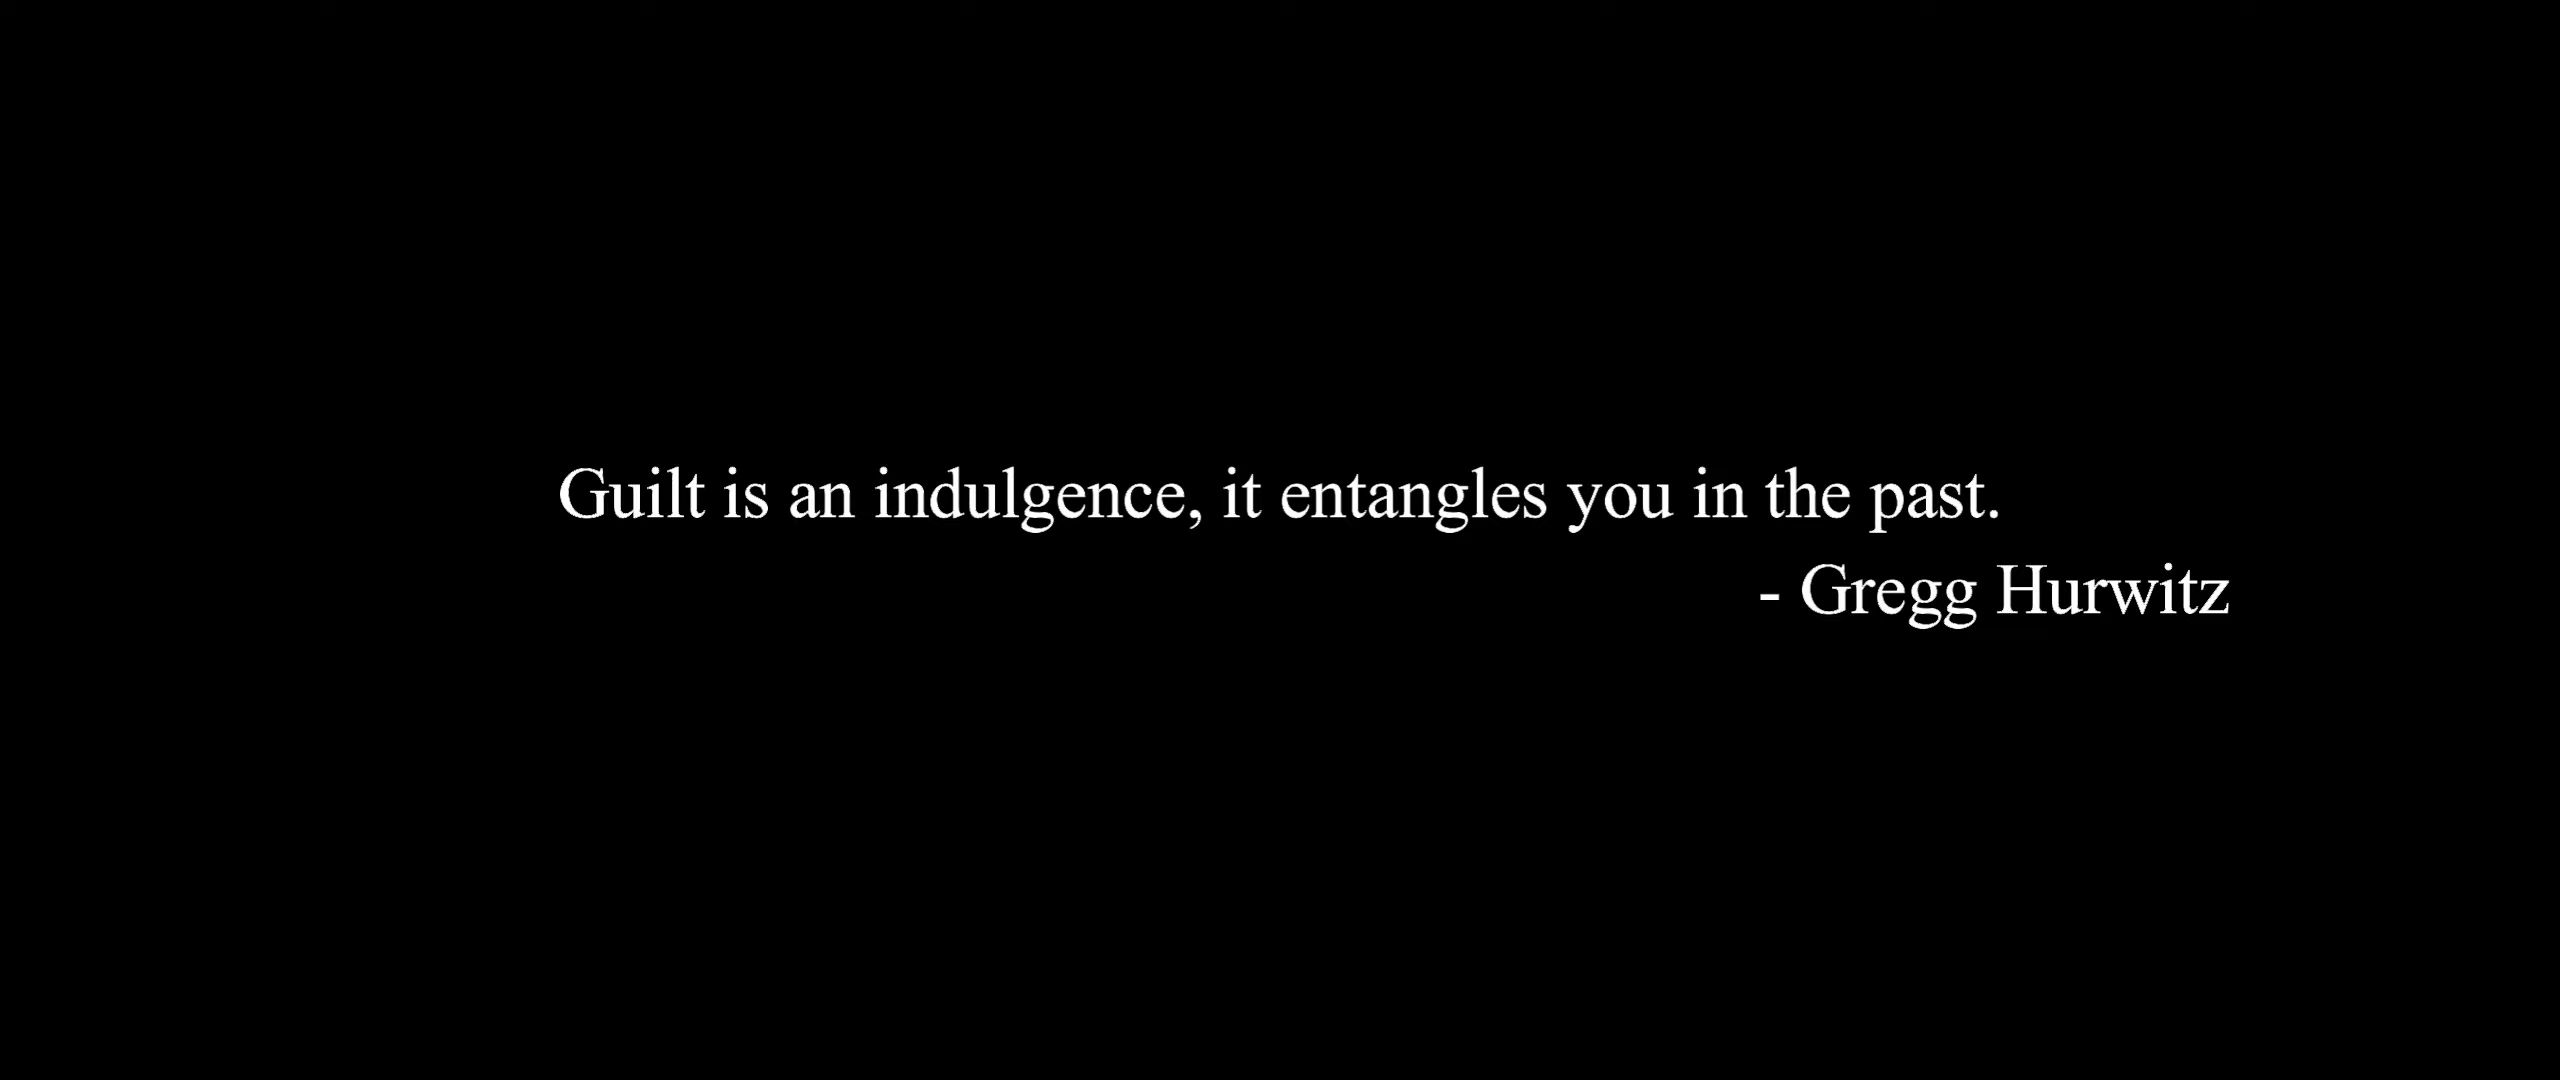 Guilt is an indulgence, it entangles you in the past.
- Gregg Hurwitz